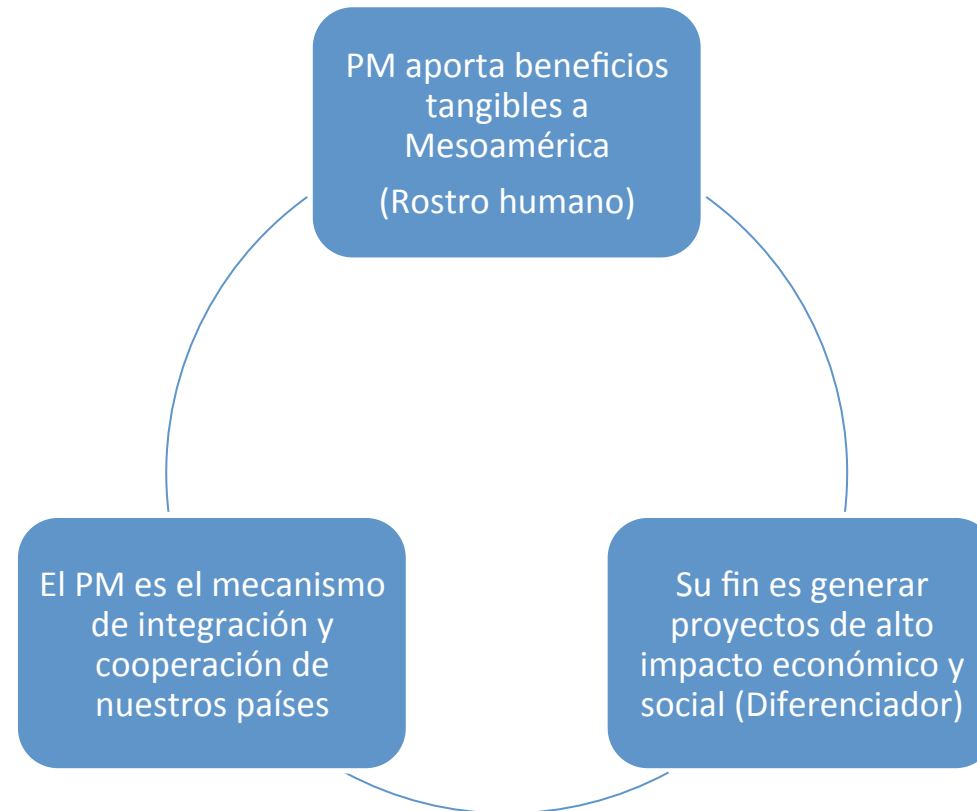 PM aporta beneficios
tangibles a
Mesoamérica
(Rostro humano)
El PM es el mecanismo
de integración y
cooperación de
nuestros países
Su fin es generar
proyectos de alto
impacto económico y
social (Diferenciador)